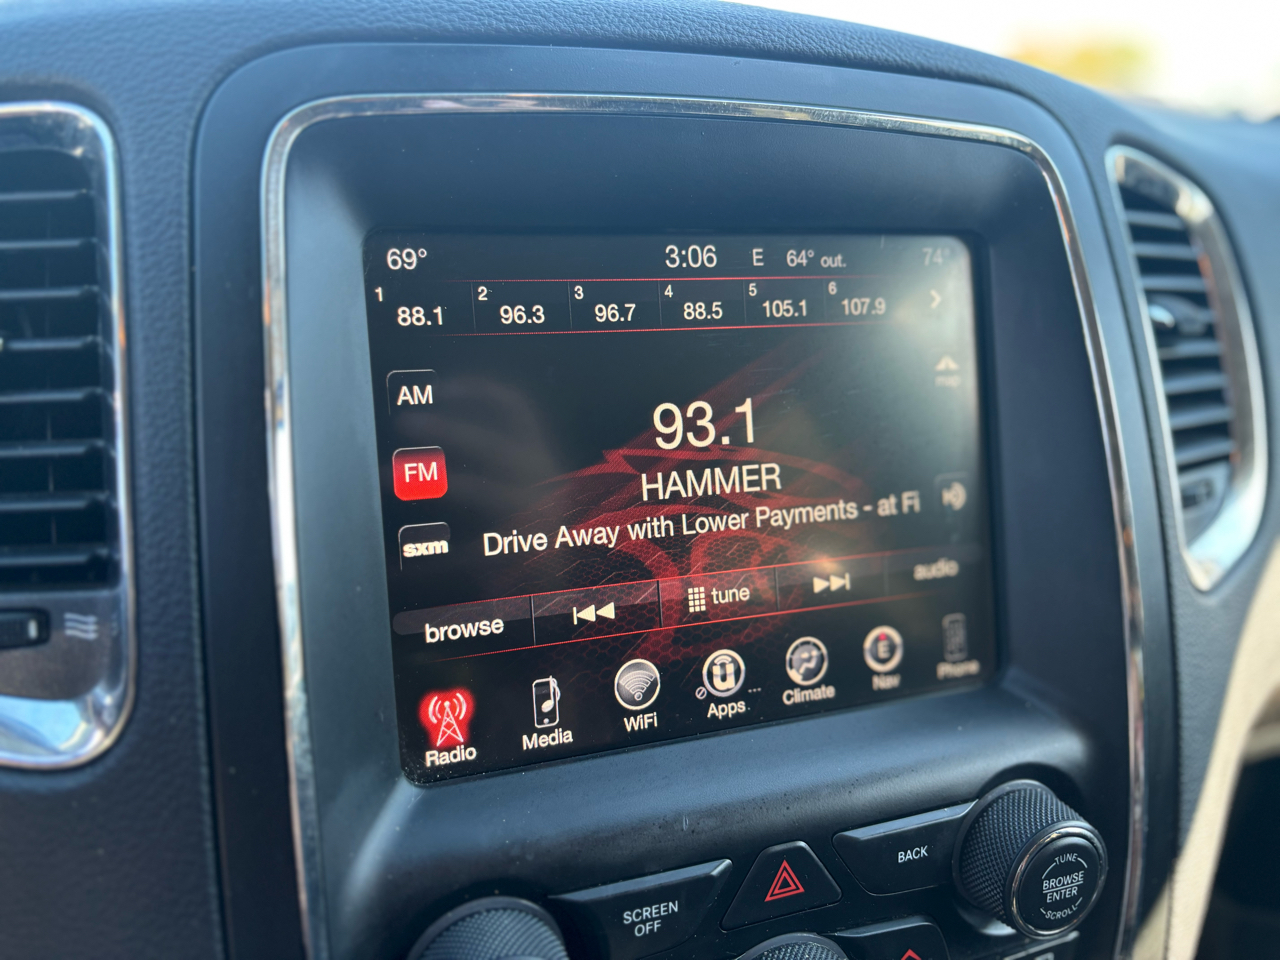 69° 3:06 E 64° out. 74°
1 88.1 2 96.3 3 96.7 4 88.5 5 105.1 6 107.9
map
AM
93.1
FM
HAMMER
Drive Away with Lower Payments - at Fi
sxm
browse tune audio
Radio Media WiFi Apps... Climate E Nav Phone
SCREEN
OFF
BACK
TUNE
BROWSE
ENTER
SCROLL